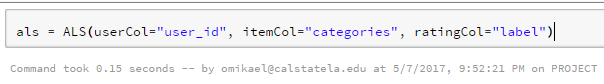 als = ALS(userCol="user_id", itemCol="categories", ratingCol="label")
Command took 0.15 seconds -- by omikael@calstatela.edu at 5/7/2017, 9:52:21 PM on PROJECT